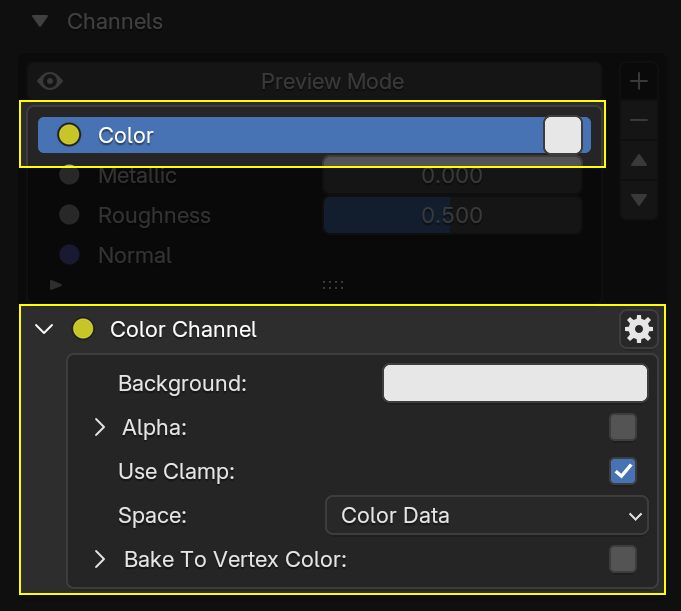 Channels
Preview Mode
Color
Metallic 0.000
Roughness 0.500
Normal
Color Channel
Background:
Alpha:
Use Clamp:
Space: Color Data
Bake To Vertex Color: